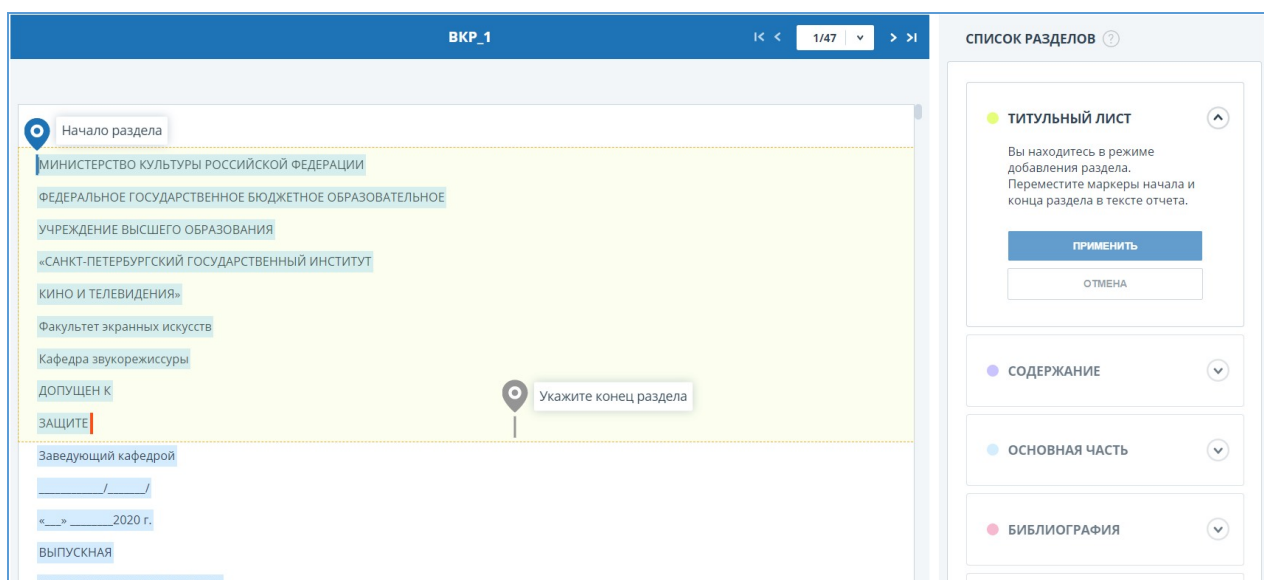 ВКР_1
1/47
СПИСОК РАЗДЕЛОВ ?
Начало раздела
МИНИСТЕРСТВО КУЛЬТУРЫ РОССИЙСКОЙ ФЕДЕРАЦИИ
ФЕДЕРАЛЬНОЕ ГОСУДАРСТВЕННОЕ БЮДЖЕТНОЕ ОБРАЗОВАТЕЛЬНОЕ
УЧРЕЖДЕНИЕ ВЫСШЕГО ОБРАЗОВАНИЯ
«САНКТ-ПЕТЕРБУРГСКИЙ ГОСУДАРСТВЕННЫЙ ИНСТИТУТ
КИНО И ТЕЛЕВИДЕНИЯ»
Факультет экранных искусств
Кафедра звукорежиссуры
ДОПУЩЕН К
Укажите конец раздела
ЗАЩИТЕ
Заведующий кафедрой
____________/_______/
«___» ________2020 г.
ВЫПУСКНАЯ
ТИТУЛЬНЫЙ ЛИСТ
Вы находитесь в режиме
добавления раздела.
Переместите маркеры начала и
конца раздела в тексте отчета.
ПРИМЕНИТЬ
ОТМЕНА
СОДЕРЖАНИЕ
ОСНОВНАЯ ЧАСТЬ
БИБЛИОГРАФИЯ